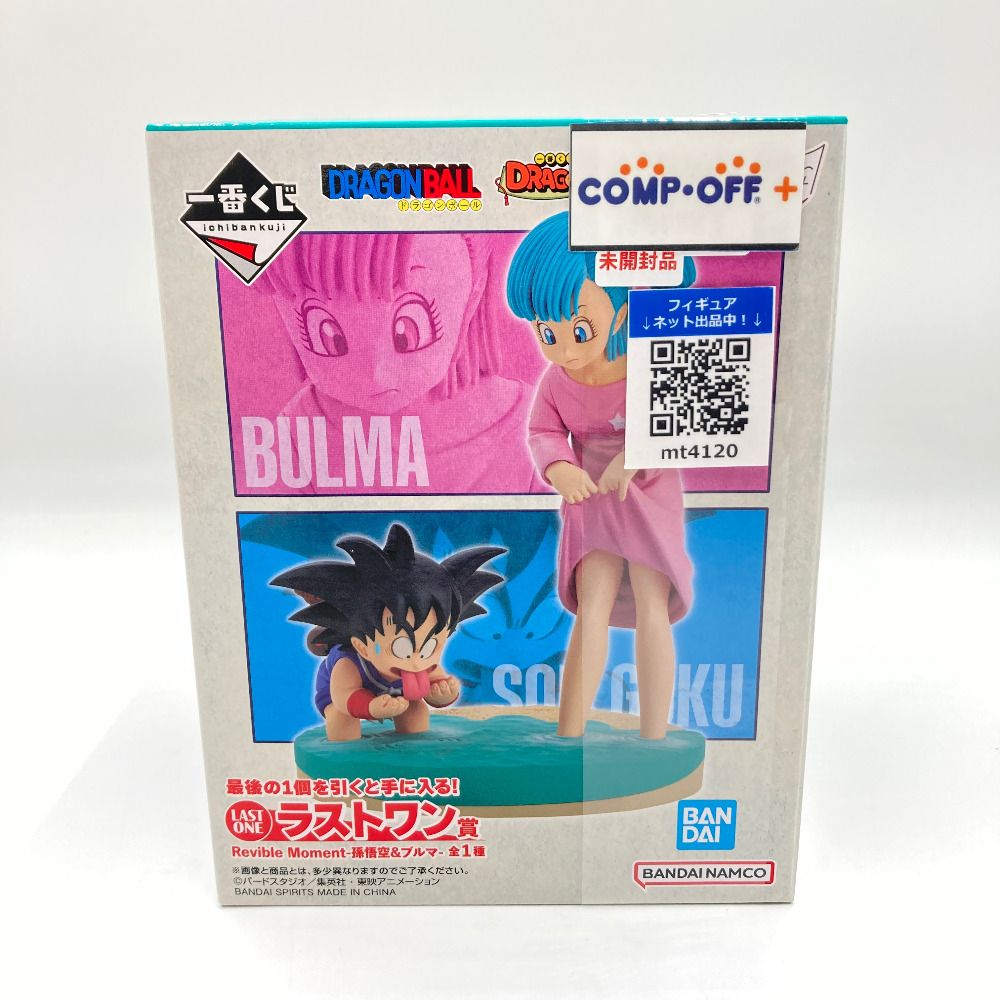 一番くじ
ichibankuji
DRAGONBALL
ドラゴンボール
一番く
DRAG
COMP・OFF® +
未開封品
フィギュア
↓ネット出品中!↓
mt4120
BULMA
SON GOKU
最後の1個を引くと手に入る!
LAST ONE ラストワン賞
Revible Moment-孫悟空&ブルマ- 全1種
※画像と商品とは、多少異なりますのでご了承ください。
©バードスタジオ/集英社・東映アニメーション
BANDAI SPIRITS MADE IN CHINA
BAN
DAI
BANDAI NAMCO